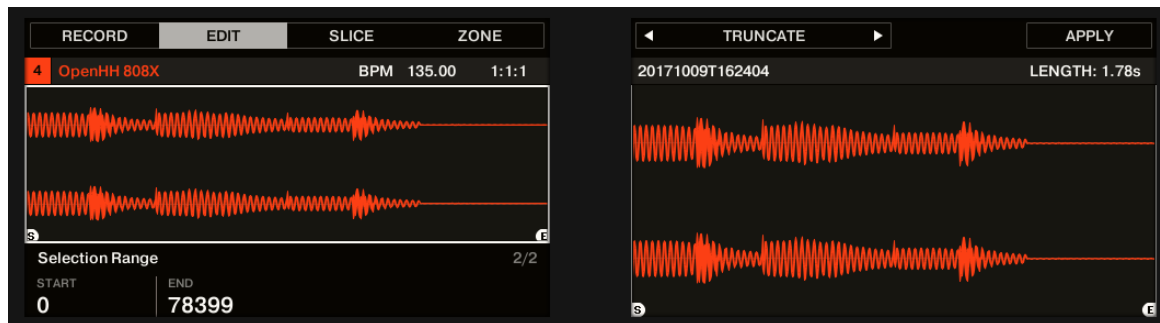 RECORD EDIT SLICE ZONE
4 OpenHH 808X BPM 135.00 1:1:1
S E
Selection Range 2/2
START END
0 78399
TRUNCATE APPLY
20171009T162404 LENGTH: 1.78s
S E